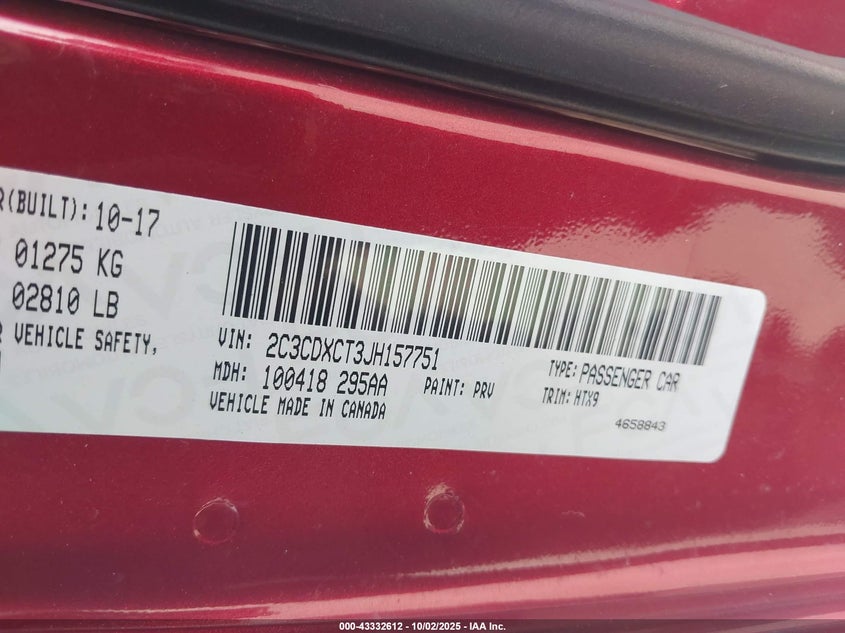 R(BUILT): 10-17
01275 KG
02810 LB
VEHICLE SAFETY,
VIN: 2C3CDXCT3JH157751
TYPE: PASSENGER CAR
MDH: 100418 295AA
PAINT: PRV
TRIM: HTX9
VEHICLE MADE IN CANADA
4658843
000-43332612 - 10/02/2025 - IAA Inc.